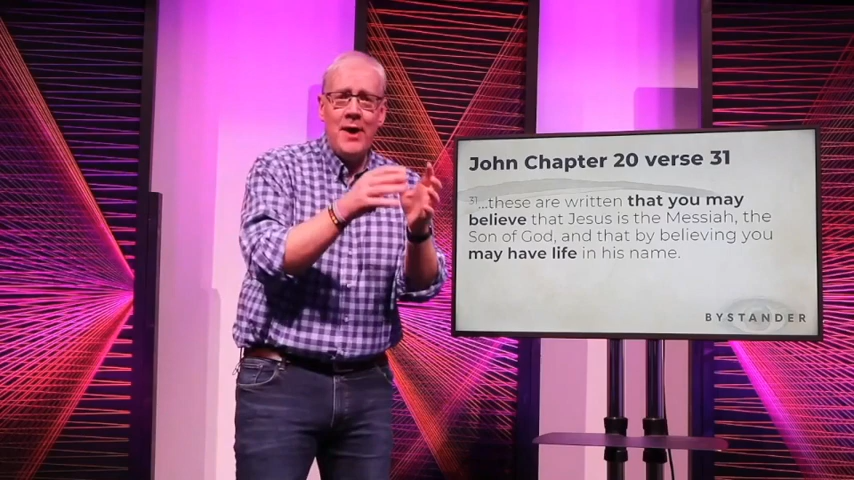 John Chapter 20 verse 31
31...these are written that you may
believe that Jesus is the Messiah, the
Son of God, and that by believing you
may have life in his name.
BYSTANDER